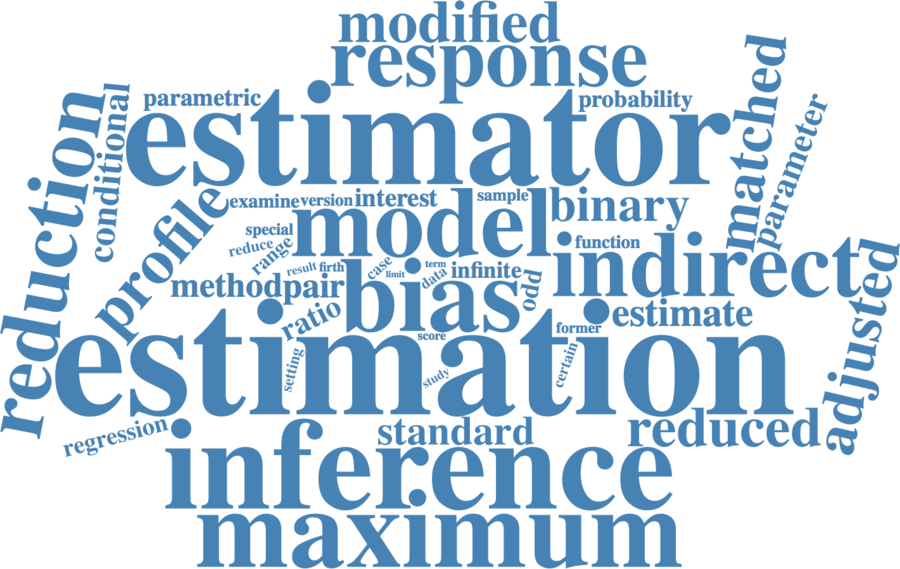 modified
response
matched
parametric
probability
conditional
parameter
estimator
reduction
profile
examine
version
interest
sample
binary
special
model
function
reduce
range
indirect
result
firth
case
limit
term
data
infinite
odd
method
pair
bias
adjusted
ratio
estimate
former
score
setting
estimation
certain
study
regression
standard
reduced
inference
maximum